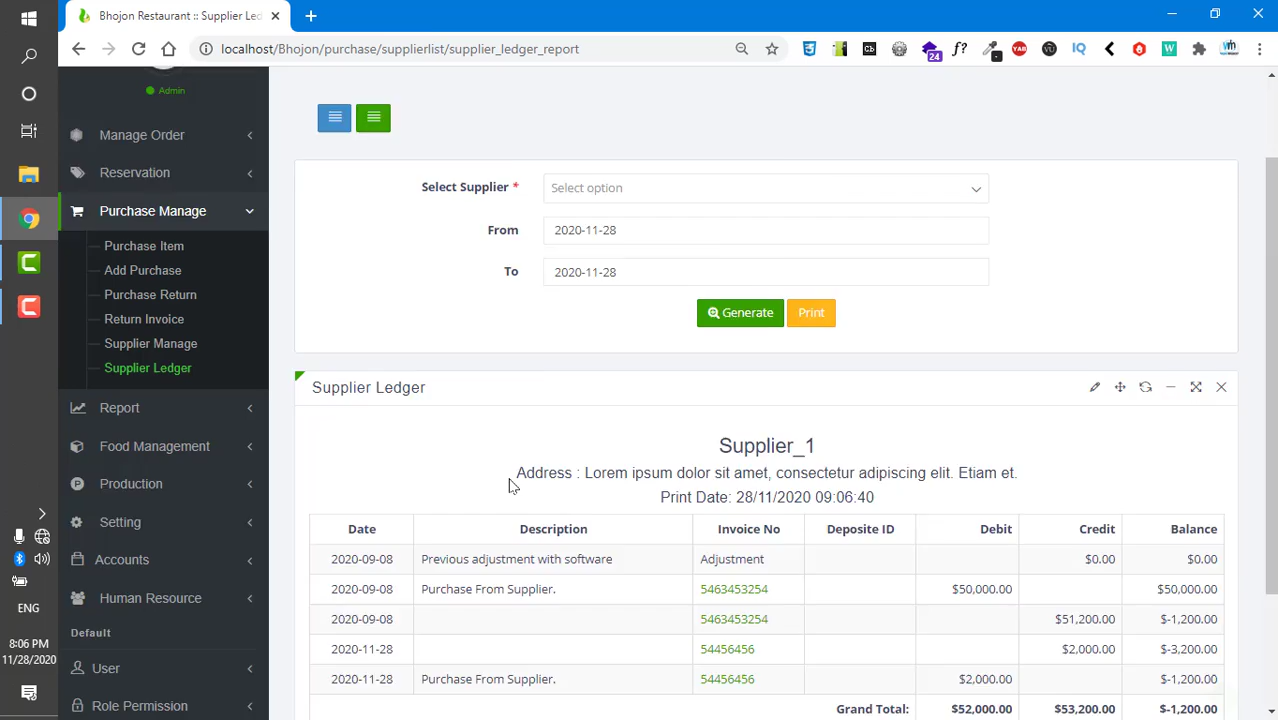 Bhojon Restaurant :: Supplier Led
localhost/Bhojon/purchase/supplierlist/supplier_ledger_report
24
Admin
Manage Order
Reservation
Purchase Manage
Purchase Item
Add Purchase
Purchase Return
Return Invoice
Supplier Manage
Supplier Ledger
Report
Food Management
Production
Setting
Accounts
Human Resource
Default
User
Role Permission
Select Supplier *
Select option
From
2020-11-28
To
2020-11-28
Generate
Print
Supplier Ledger
Supplier_1
Address : Lorem ipsum dolor sit amet, consectetur adipiscing elit. Etiam et.
Print Date: 28/11/2020 09:06:40
Date Description Invoice No Deposite ID Debit Credit Balance
2020-09-08 Previous adjustment with software Adjustment $0.00 $0.00
2020-09-08 Purchase From Supplier. 5463453254 $50,000.00 $50,000.00
2020-09-08 5463453254 $51,200.00 $-1,200.00
2020-11-28 54456456 $2,000.00 $-3,200.00
2020-11-28 Purchase From Supplier. 54456456 $2,000.00 $-1,200.00
Grand Total: $52,000.00 $53,200.00 $-1,200.00
ENG
8:06 PM
11/28/2020